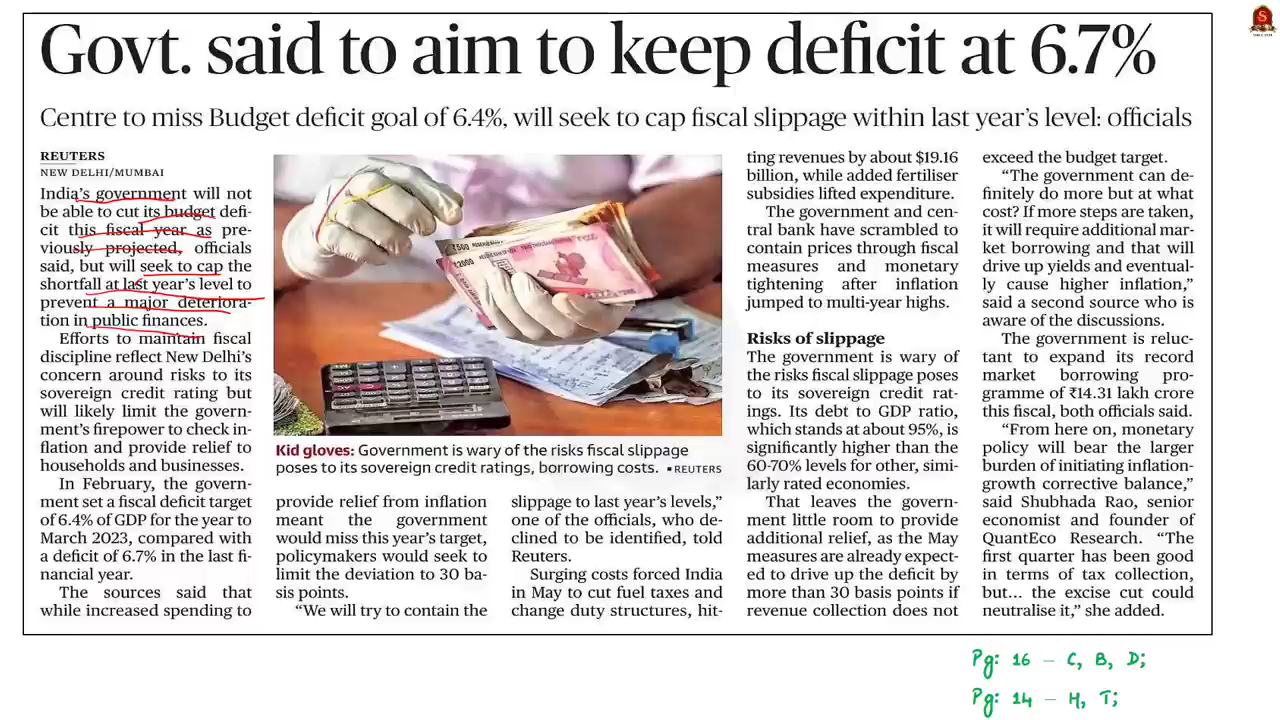 Govt. said to aim to keep deficit at 6.7%
Centre to miss Budget deficit goal of 6.4%, will seek to cap fiscal slippage within last year's level: officials
REUTERS
NEW DELHI/MUMBAI
India's government will not
be able to cut its budget defi-
cit this fiscal year as pre-
viously projected, officials
said, but will seek to cap the
shortfall at last year's level to
prevent a major deteriora-
tion in public finances.
Efforts to maintain fiscal
discipline reflect New Delhi's
concern around risks to its
sovereign credit rating but
will likely limit the govern-
ment's firepower to check in-
flation and provide relief to
households and businesses.
In February, the govern-
ment set a fiscal deficit target
of 6.4% of GDP for the year to
March 2023, compared with
a deficit of 6.7% in the last fi-
nancial year.
The sources said that
while increased spending to
Kid gloves: Government is wary of the risks fiscal slippage
poses to its sovereign credit ratings, borrowing costs. ▪REUTERS
provide relief from inflation
meant the government
would miss this year's target,
policymakers would seek to
limit the deviation to 30 ba-
sis points.
"We will try to contain the
slippage to last year's levels,"
one of the officials, who de-
clined to be identified, told
Reuters.
Surging costs forced India
in May to cut fuel taxes and
change duty structures, hit-
ting revenues by about $19.16
billion, while added fertiliser
subsidies lifted expenditure.
The government and cen-
tral bank have scrambled to
contain prices through fiscal
measures and monetary
tightening after inflation
jumped to multi-year highs.
Risks of slippage
The government is wary of
the risks fiscal slippage poses
to its sovereign credit rat-
ings. Its debt to GDP ratio,
which stands at about 95%, is
significantly higher than the
60-70% levels for other, simi-
larly rated economies.
That leaves the govern-
ment little room to provide
additional relief, as the May
measures are already expect-
ed to drive up the deficit by
more than 30 basis points if
revenue collection does not
exceed the budget target.
"The government can de-
finitely do more but at what
cost? If more steps are taken,
it will require additional mar-
ket borrowing and that will
drive up yields and eventual-
ly cause higher inflation,"
said a second source who is
aware of the discussions.
The government is reluc-
tant to expand its record
market borrowing pro-
gramme of ₹14.31 lakh crore
this fiscal, both officials said.
"From here on, monetary
policy will bear the larger
burden of initiating inflation-
growth corrective balance,"
said Shubhada Rao, senior
economist and founder of
QuantEco Research. "The
first quarter has been good
in terms of tax collection,
but... the excise cut could
neutralise it," she added.
Pg: 16 – C, B, D;
Pg: 14 – H, T;